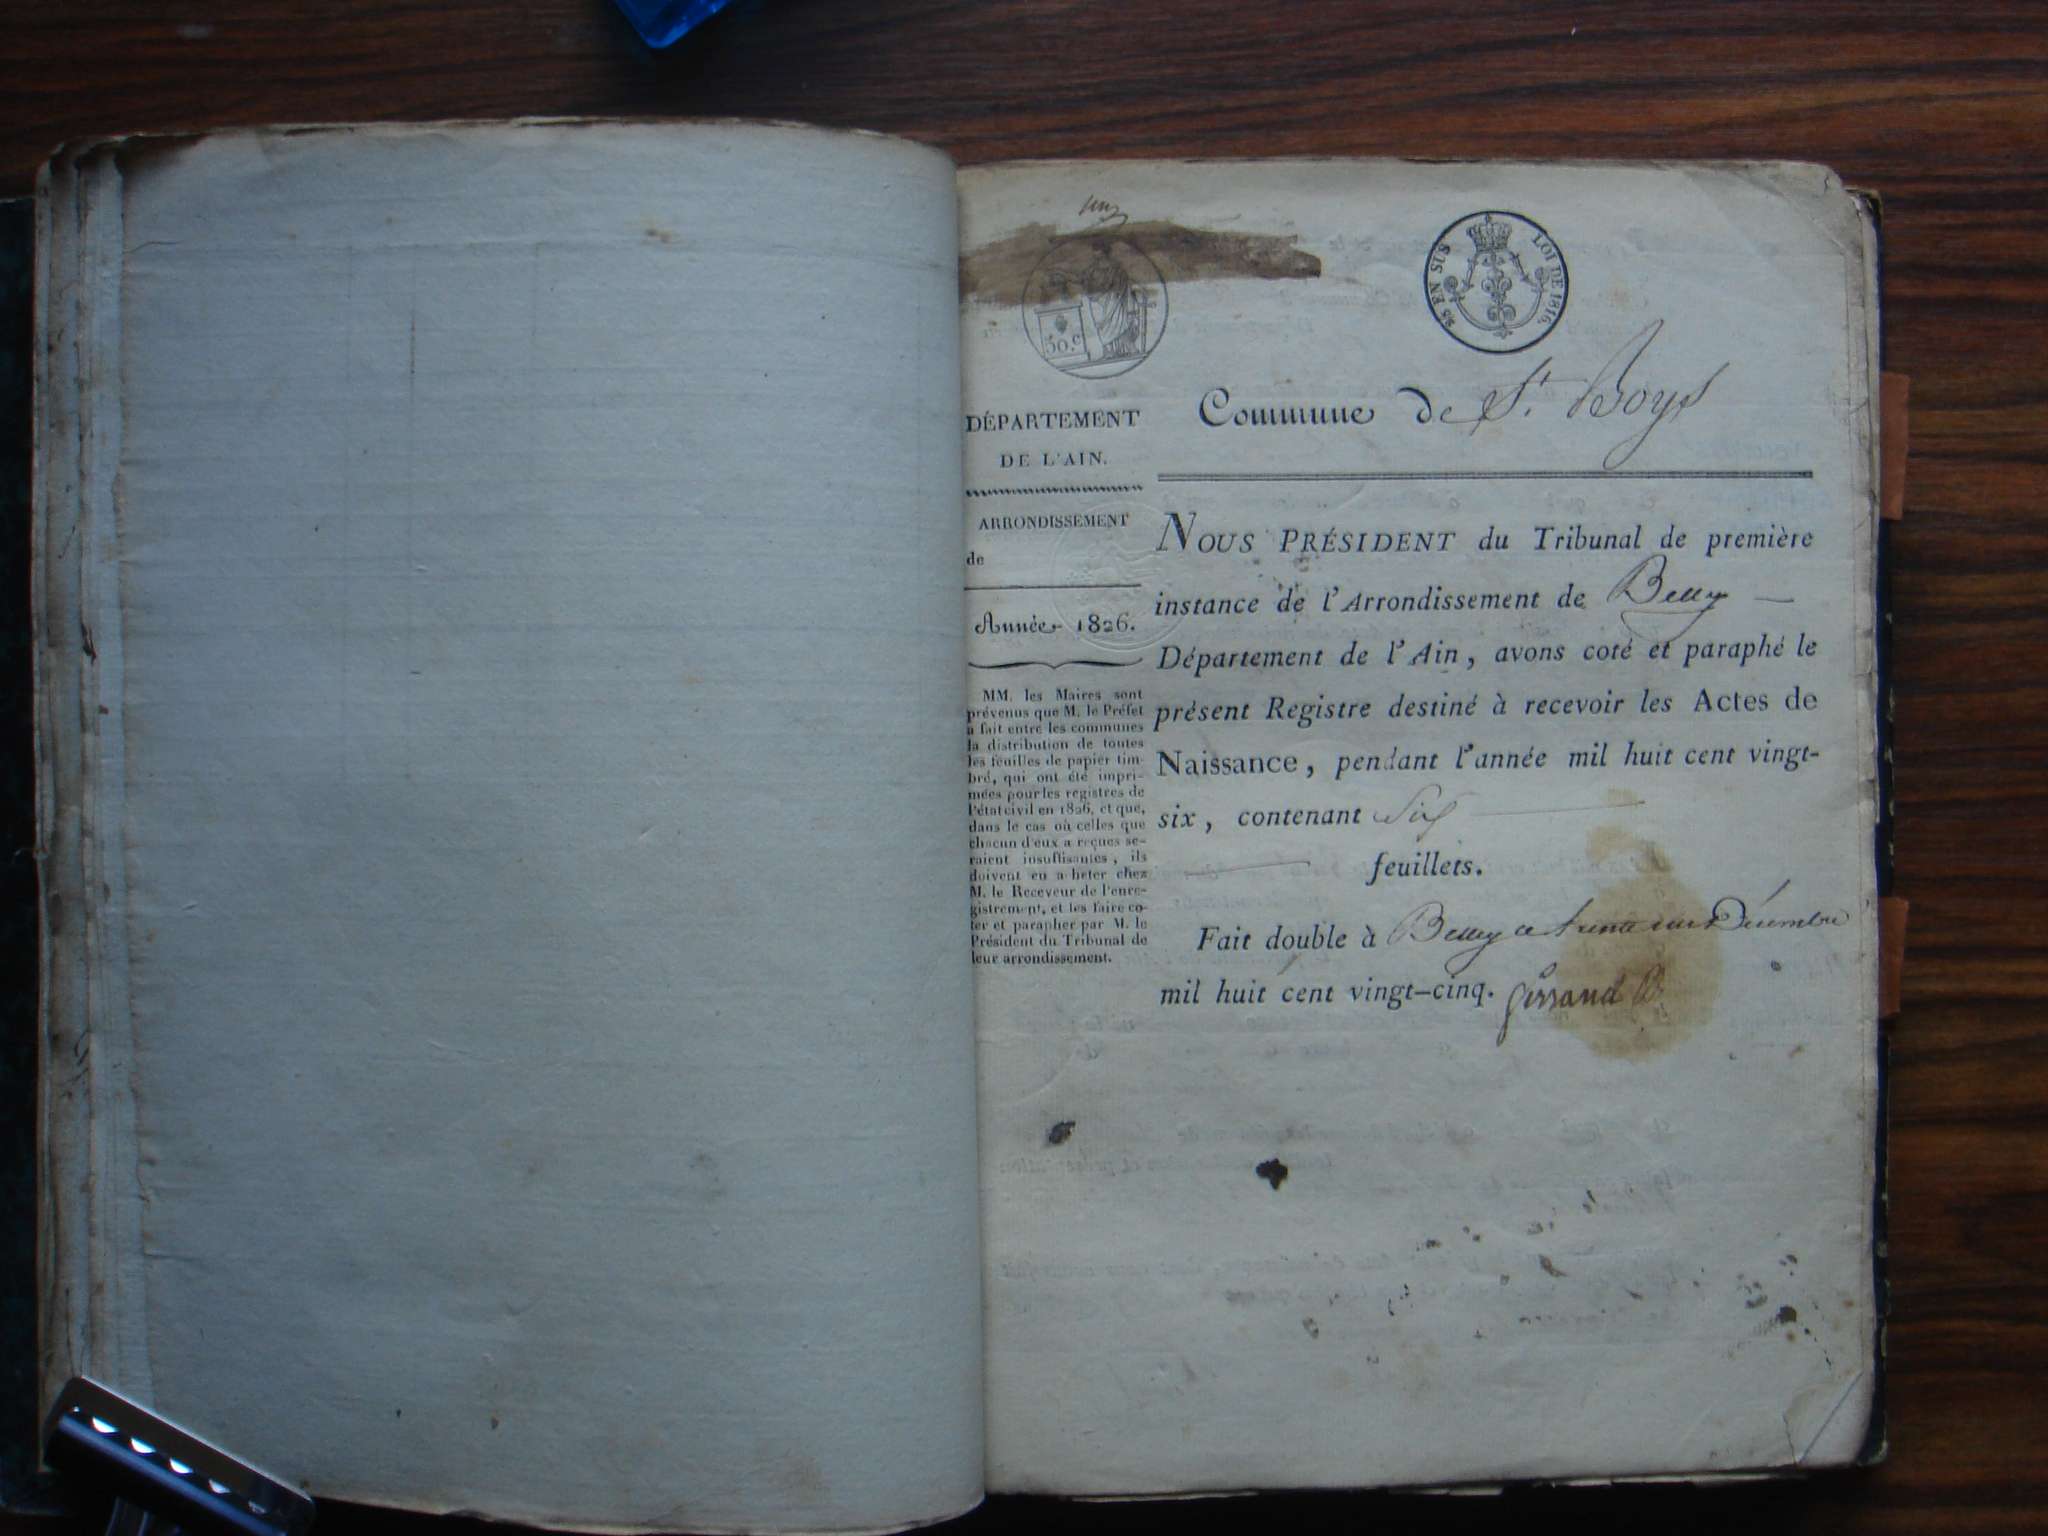 30.c
95 EN SUS LOI DE 1816.
DÉPARTEMENT
DE L'AIN.
ARRONDISSEMENT
de
Année 1826.
MM. les Maires sont
prévenus que M. le Préfet
a fait entre les communes
la distribution de toutes
les feuilles de papier tim-
bré, qui ont été impri-
mées pour les registres de
l'état civil en 1826, et que,
dans le cas où celles que
chacun d'eux a reçues se-
raient insuffisantes, ils
doivent en a heter chez
M. le Receveur de l'enre-
gistrement, et les faire co-
ter et parapher par M. le
Président du Tribunal de
leur arrondissement.
Commune de St. Boys
NOUS PRÉSIDENT du Tribunal de première
instance de l'Arrondissement de Belley
Département de l'Ain, avons coté et paraphé le
présent Registre destiné à recevoir les Actes de
Naissance, pendant l'année mil huit cent vingt-
six, contenant Six
feuillets.
Fait double à Belley ce trente un Décembre
mil huit cent vingt-cinq.